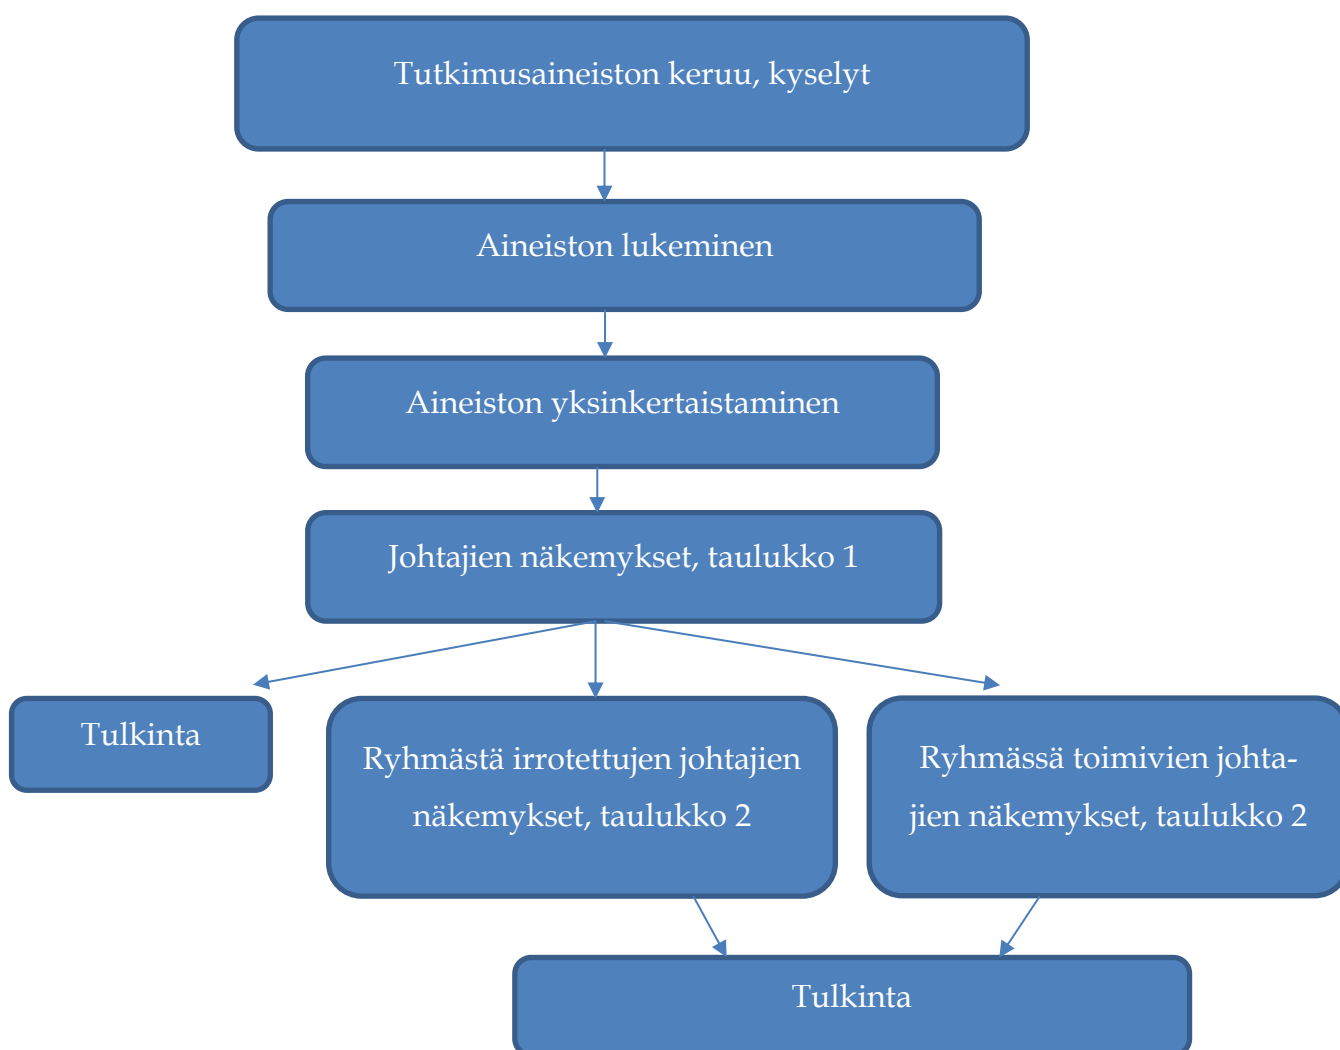 Tutkimusaineiston keruu, kyselyt
Aineiston lukeminen
Aineiston yksinkertaistaminen
Johtajien näkemykset, taulukko 1
Tulkinta
Ryhmästä irrotettujen johtajien
näkemykset, taulukko 2
Ryhmässä toimivien johta-
jien näkemykset, taulukko 2
Tulkinta